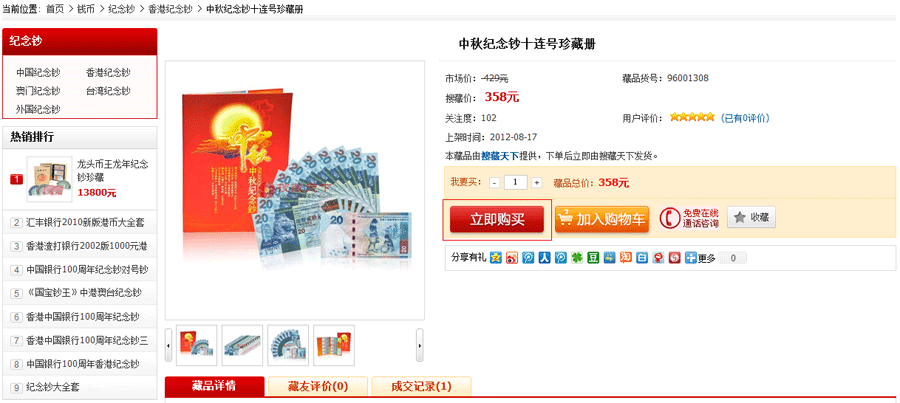 当前位置: 首页 > 钱币 > 纪念钞 > 香港纪念钞 > 中秋纪念钞十连号珍藏册
纪念钞
中国纪念钞 香港纪念钞
澳门纪念钞 台湾纪念钞
外国纪念钞
热销排行
1 龙头币王龙年纪念
钞珍藏
13800元
2 汇丰银行2010新版港币大全套
3 香港渣打银行2002版1000元港
4 中国银行100周年纪念钞对号钞
5 《国宝钞王》中港澳台纪念钞
6 香港中国银行100周年纪念钞
7 香港中国银行100周年纪念钞三
8 中国银行100周年香港纪念钞
9 纪念钞大全套
中秋
中秋纪念钞
20
藏品详情 藏友评价(0) 成交记录(1)
中秋纪念钞十连号珍藏册
市场价: 429元 藏品货号: 96001308
搜藏价: 358元
关注度: 102 用户评价: (已有0评价)
上架时间: 2012-08-17
本藏品由搜藏天下提供，下单后立即由搜藏天下发货。
我要买: - 1 + 藏品总价: 358元
立即购买 加入购物车 免费在线
通话咨询 收藏
分享有礼 更多 0